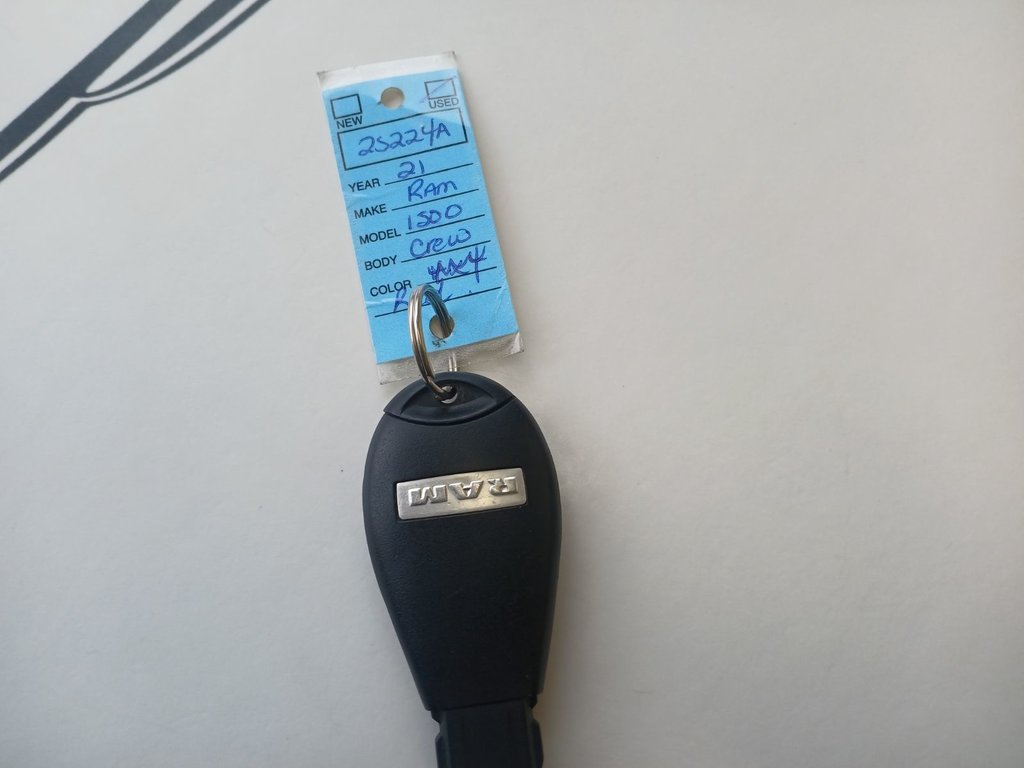 NEW USED
2S224A
YEAR 21
MAKE RAM
MODEL 1500
BODY Crew
COLOR
RAM